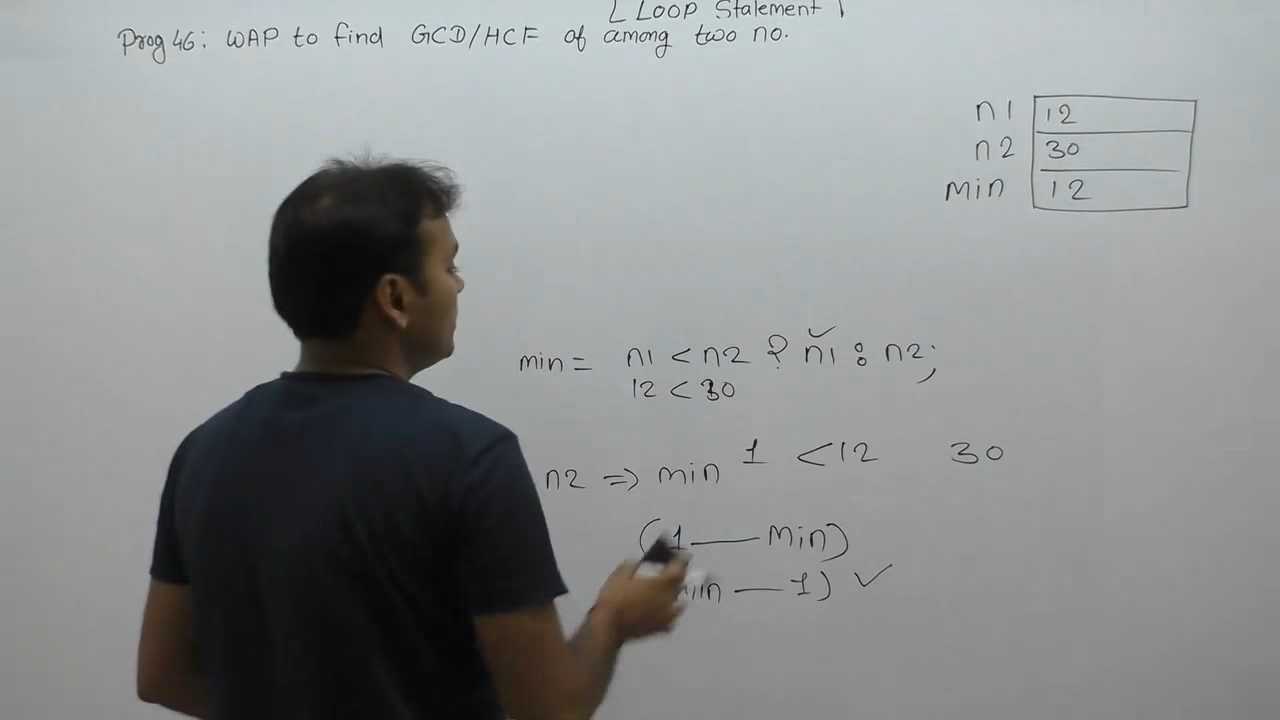 [ LOOP Statement ]
Prog 46: WAP to find GCD/HCF of among two no.
n1 12
n2 30
min 12
min = n1 < n2 ? n1 : n2;
12 < 30
n2 => min 1 < 12 30
(1 — Min)
min — 1) ✓